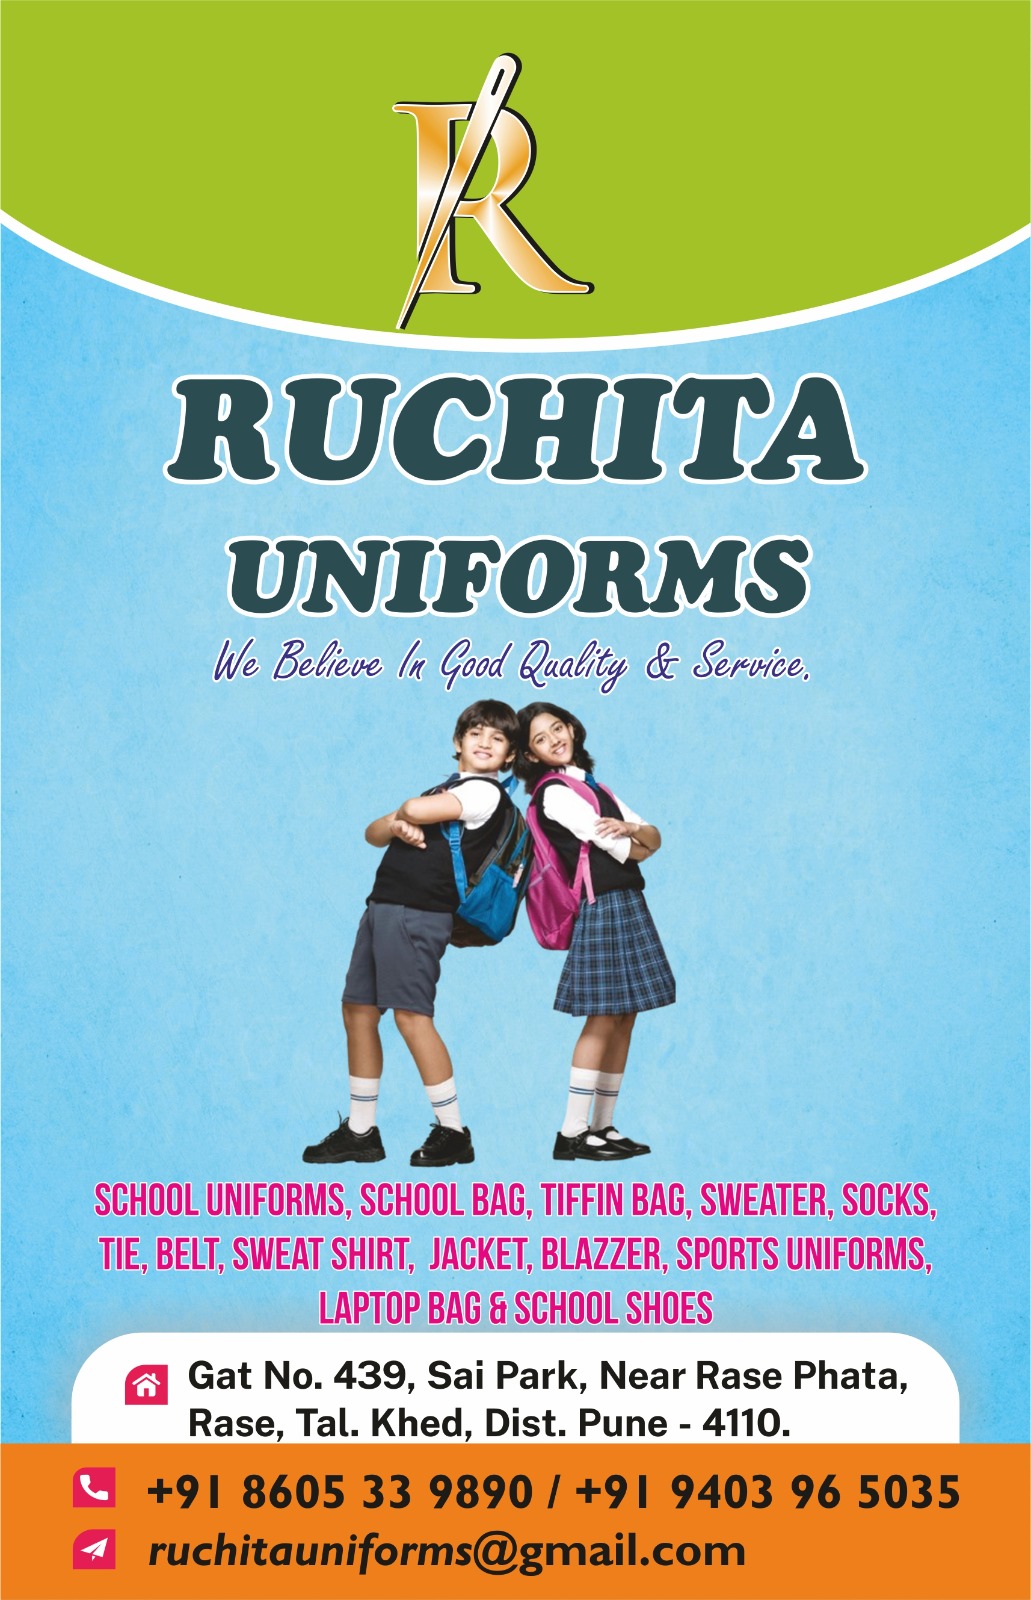 R
RUCHITA
UNIFORMS
We Believe In Good Quality & Service.
SCHOOL UNIFORMS, SCHOOL BAG, TIFFIN BAG, SWEATER, SOCKS,
TIE, BELT, SWEAT SHIRT, JACKET, BLAZZER, SPORTS UNIFORMS,
LAPTOP BAG & SCHOOL SHOES
Gat No. 439, Sai Park, Near Rase Phata,
Rase, Tal. Khed, Dist. Pune - 4110.
+91 8605 33 9890 / +91 9403 96 5035
ruchitauniforms@gmail.com